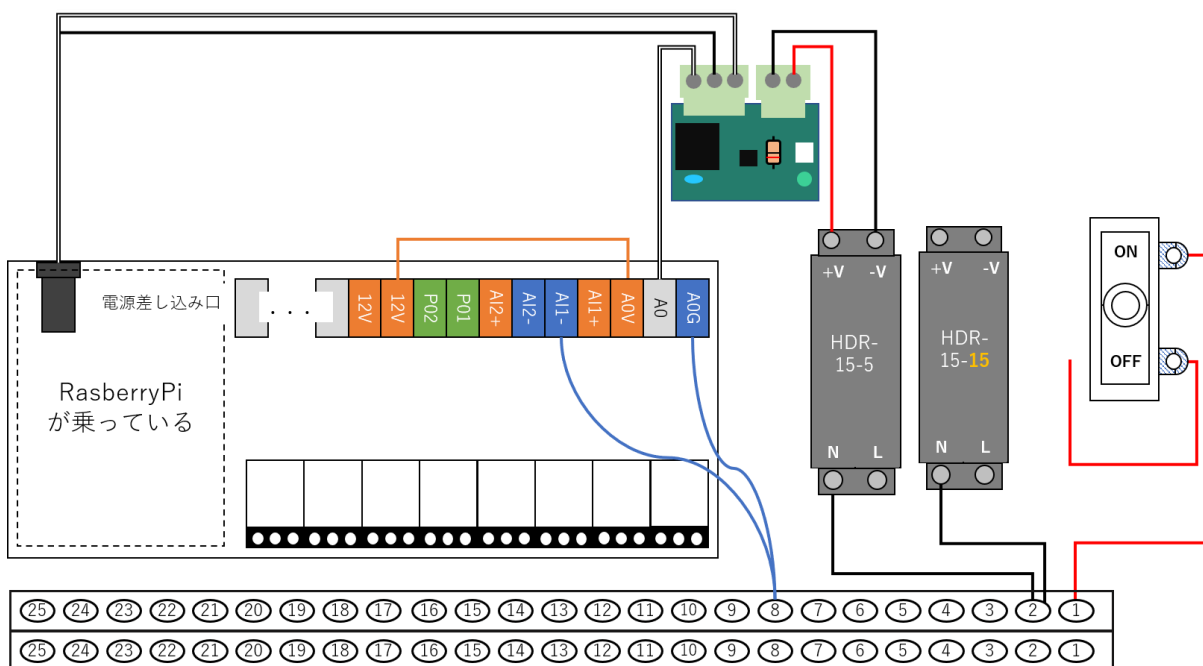 ON
+V -V
+V -V
電源差し込み口
・・・
12V
12V
P02
P01
AI2+
AI2-
AI1-
AI1+
A0V
A0
A0G
HDR-
15-5
HDR-
15-15
OFF
RasberryPi
が乗っている
N L
N L
25 24 23 22 21 20 19 18 17 16 15 14 13 12 11 10 9 8 7 6 5 4 3 2 1
25 24 23 22 21 20 19 18 17 16 15 14 13 12 11 10 9 8 7 6 5 4 3 2 1